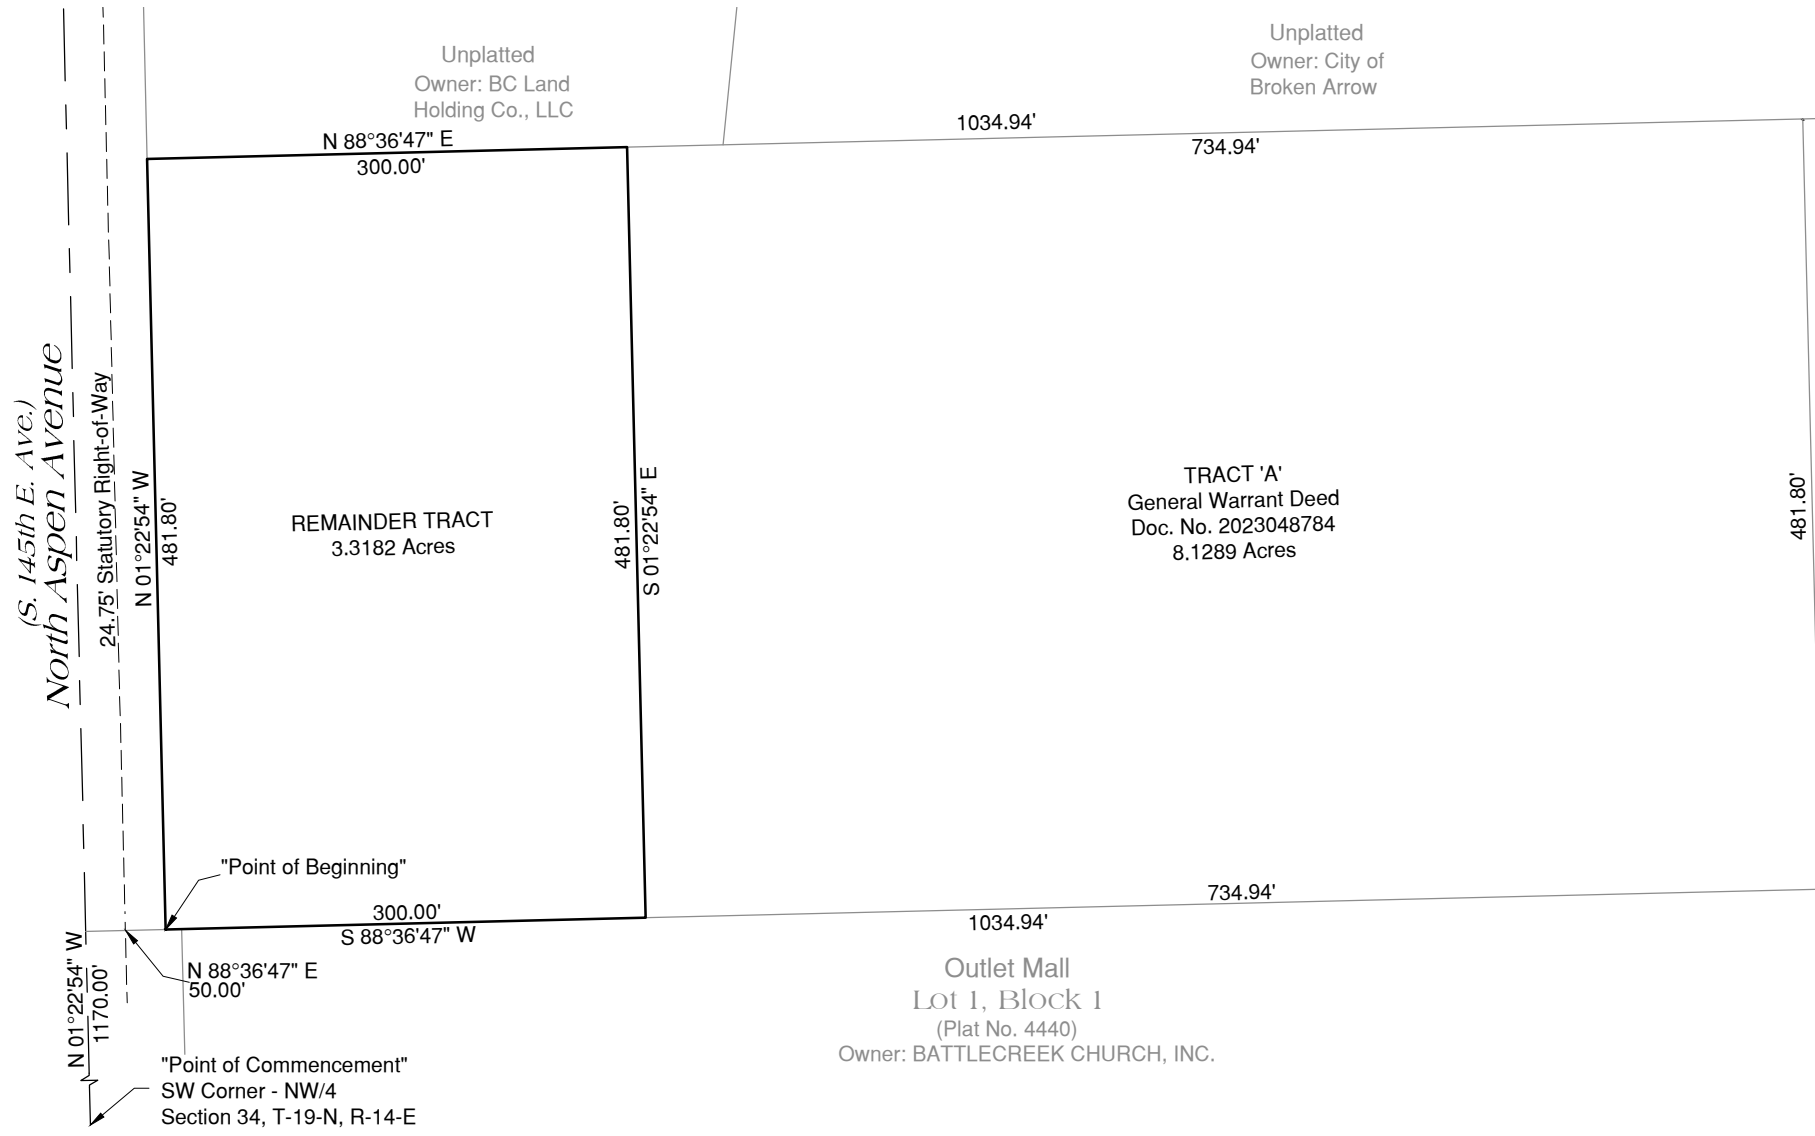 Unplatted
Owner: BC Land
Holding Co., LLC
Unplatted
Owner: City of
Broken Arrow
1034.94'
734.94'
N 88°36'47" E
300.00'
(S. 145th E. Ave.)
North Aspen Avenue
24.75' Statutory Right-of-Way
N 01°22'54" W
481.80'
REMAINDER TRACT
3.3182 Acres
481.80'
S 01°22'54" E
TRACT 'A'
General Warrant Deed
Doc. No. 2023048784
8.1289 Acres
481.80'
"Point of Beginning"
300.00'
S 88°36'47" W
734.94'
1034.94'
N 01°22'54" W
1170.00'
N 88°36'47" E
50.00'
Outlet Mall
Lot 1, Block 1
(Plat No. 4440)
Owner: BATTLECREEK CHURCH, INC.
"Point of Commencement"
SW Corner - NW/4
Section 34, T-19-N, R-14-E